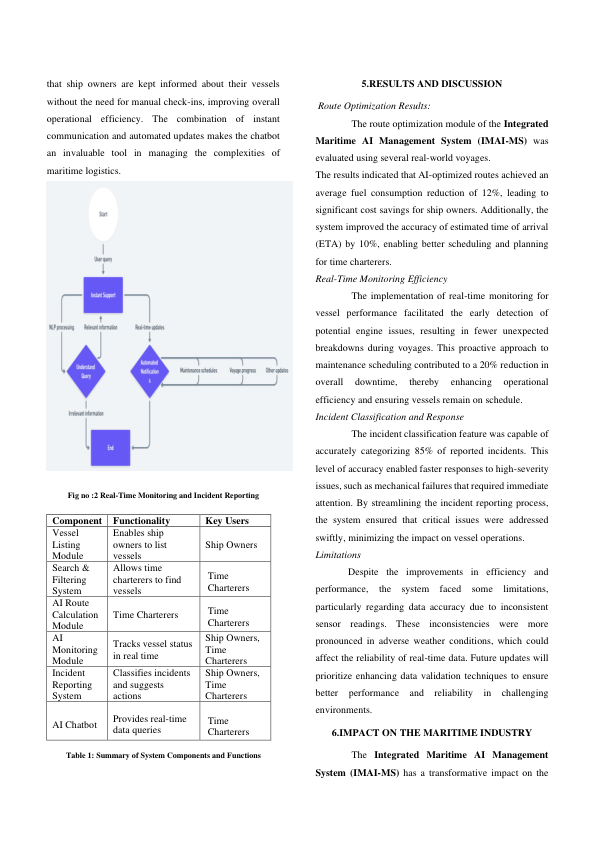 that ship owners are kept informed about their vessels
without the need for manual check-ins, improving overall
operational efficiency. The combination of instant
communication and automated updates makes the chatbot
an invaluable tool in managing the complexities of
maritime logistics.
Start
User query
Instant Support
NLP processing
Relevant information
Real-time updates
Understand
Query
Automated
Notification
s
Maintenance schedules
Voyage progress
Other updates
Irrelevant information
End
Fig no :2 Real-Time Monitoring and Incident Reporting
Component Functionality Key Users
Vessel
Listing
Module
Enables ship
owners to list
vessels
Ship Owners
Search &
Filtering
System
Allows time
charterers to find
vessels
Time
Charterers
AI Route
Calculation
Module
Time Charterers
Time
Charterers
AI
Monitoring
Module
Tracks vessel status
in real time
Ship Owners,
Time
Charterers
Incident
Reporting
System
Classifies incidents
and suggests
actions
Ship Owners,
Time
Charterers
AI Chatbot
Provides real-time
data queries
Time
Charterers
Table 1: Summary of System Components and Functions
5.RESULTS AND DISCUSSION
Route Optimization Results:
The route optimization module of the Integrated
Maritime AI Management System (IMAI-MS) was
evaluated using several real-world voyages.
The results indicated that AI-optimized routes achieved an
average fuel consumption reduction of 12%, leading to
significant cost savings for ship owners. Additionally, the
system improved the accuracy of estimated time of arrival
(ETA) by 10%, enabling better scheduling and planning
for time charterers.
Real-Time Monitoring Efficiency
The implementation of real-time monitoring for
vessel performance facilitated the early detection of
potential engine issues, resulting in fewer unexpected
breakdowns during voyages. This proactive approach to
maintenance scheduling contributed to a 20% reduction in
overall downtime, thereby enhancing operational
efficiency and ensuring vessels remain on schedule.
Incident Classification and Response
The incident classification feature was capable of
accurately categorizing 85% of reported incidents. This
level of accuracy enabled faster responses to high-severity
issues, such as mechanical failures that required immediate
attention. By streamlining the incident reporting process,
the system ensured that critical issues were addressed
swiftly, minimizing the impact on vessel operations.
Limitations
Despite the improvements in efficiency and
performance, the system faced some limitations,
particularly regarding data accuracy due to inconsistent
sensor readings. These inconsistencies were more
pronounced in adverse weather conditions, which could
affect the reliability of real-time data. Future updates will
prioritize enhancing data validation techniques to ensure
better performance and reliability in challenging
environments.
6.IMPACT ON THE MARITIME INDUSTRY
The Integrated Maritime AI Management
System (IMAI-MS) has a transformative impact on the